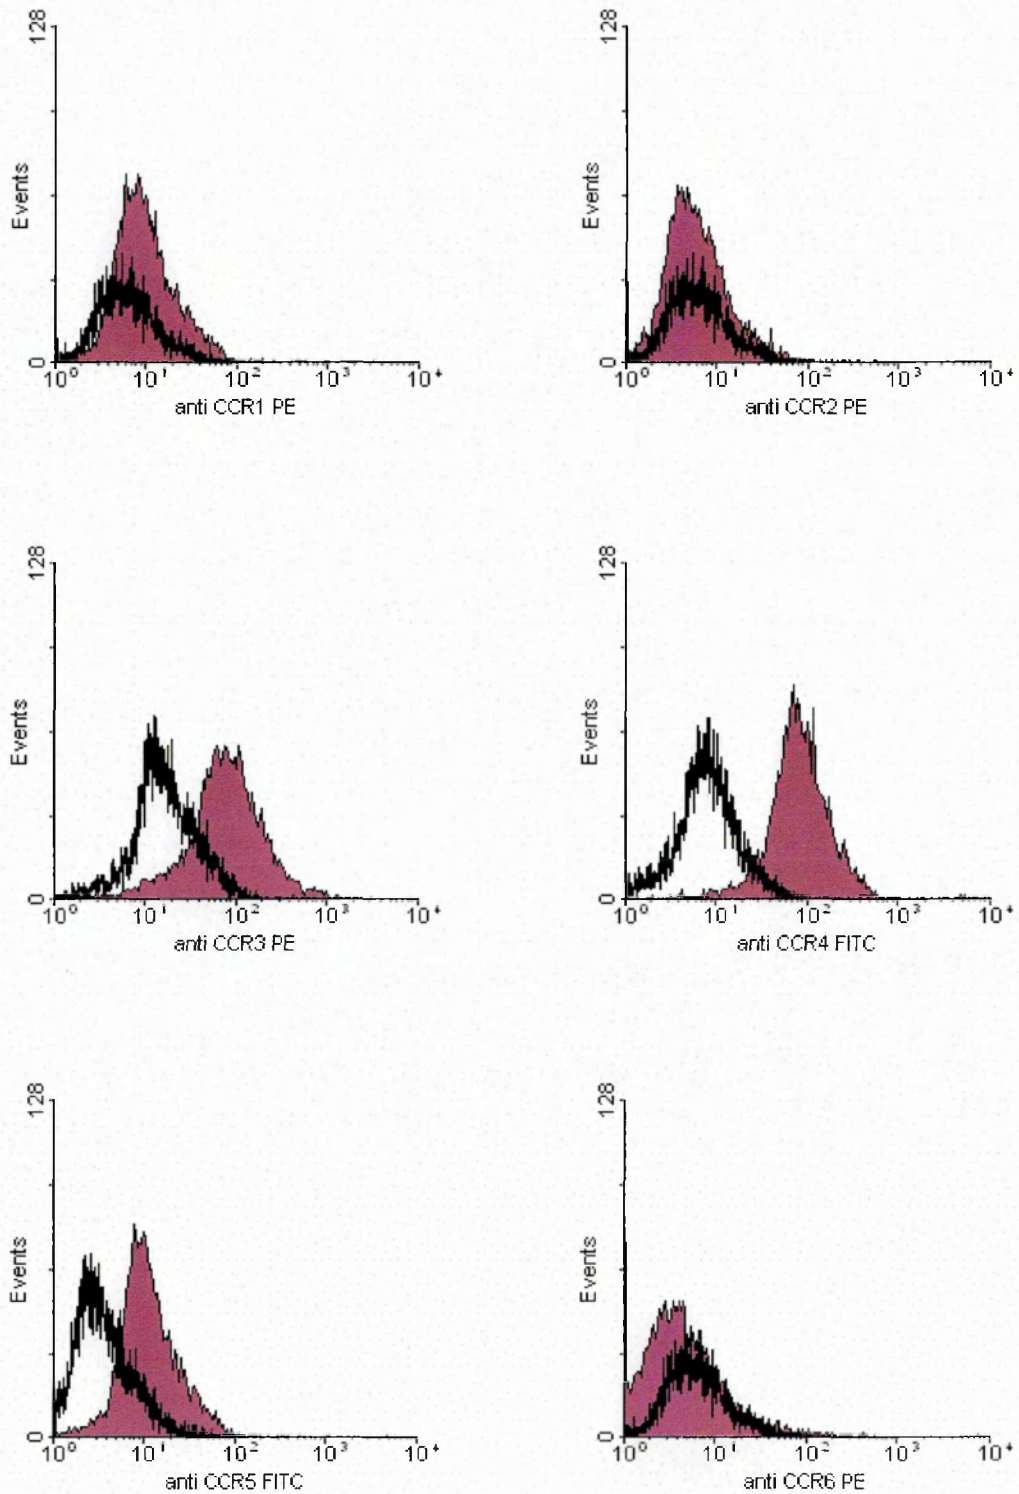 128
Events
0
10⁰ 10¹ 10² 10³ 10⁴
anti CCR1 PE
128
Events
0
10⁰ 10¹ 10² 10³ 10⁴
anti CCR2 PE
128
Events
0
10⁰ 10¹ 10² 10³ 10⁴
anti CCR3 PE
128
Events
0
10⁰ 10¹ 10² 10³ 10⁴
anti CCR4 FITC
128
Events
0
10⁰ 10¹ 10² 10³ 10⁴
anti CCR5 FITC
128
Events
0
10⁰ 10¹ 10² 10³ 10⁴
anti CCR6 PE